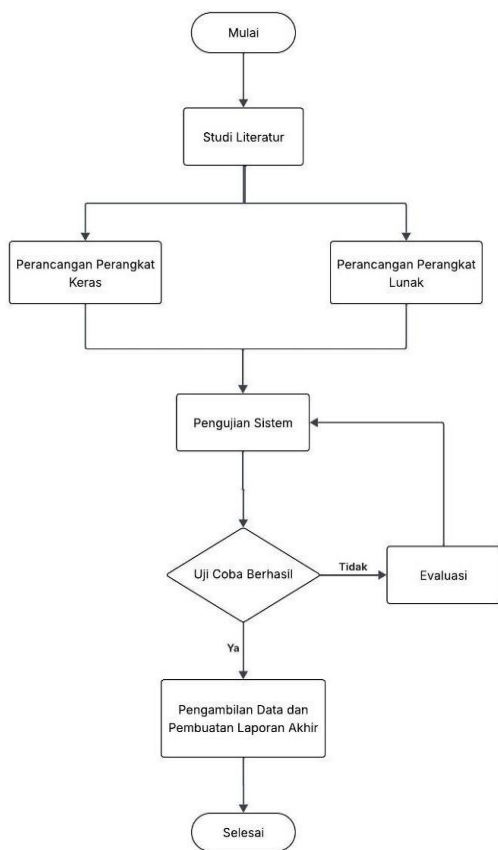 Mulai
Studi Literatur
Perancangan Perangkat
Keras
Perancangan Perangkat
Lunak
Pengujian Sistem
Uji Coba Berhasil
Tidak
Evaluasi
Ya
Pengambilan Data dan
Pembuatan Laporan Akhir
Selesai